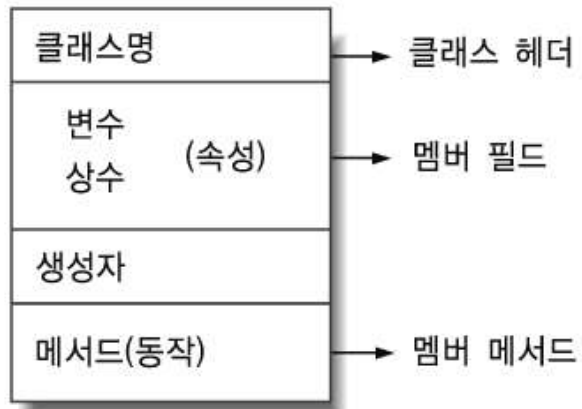 클래스명
클래스 헤더
변수
상수
(속성)
멤버 필드
생성자
메서드(동작)
멤버 메서드